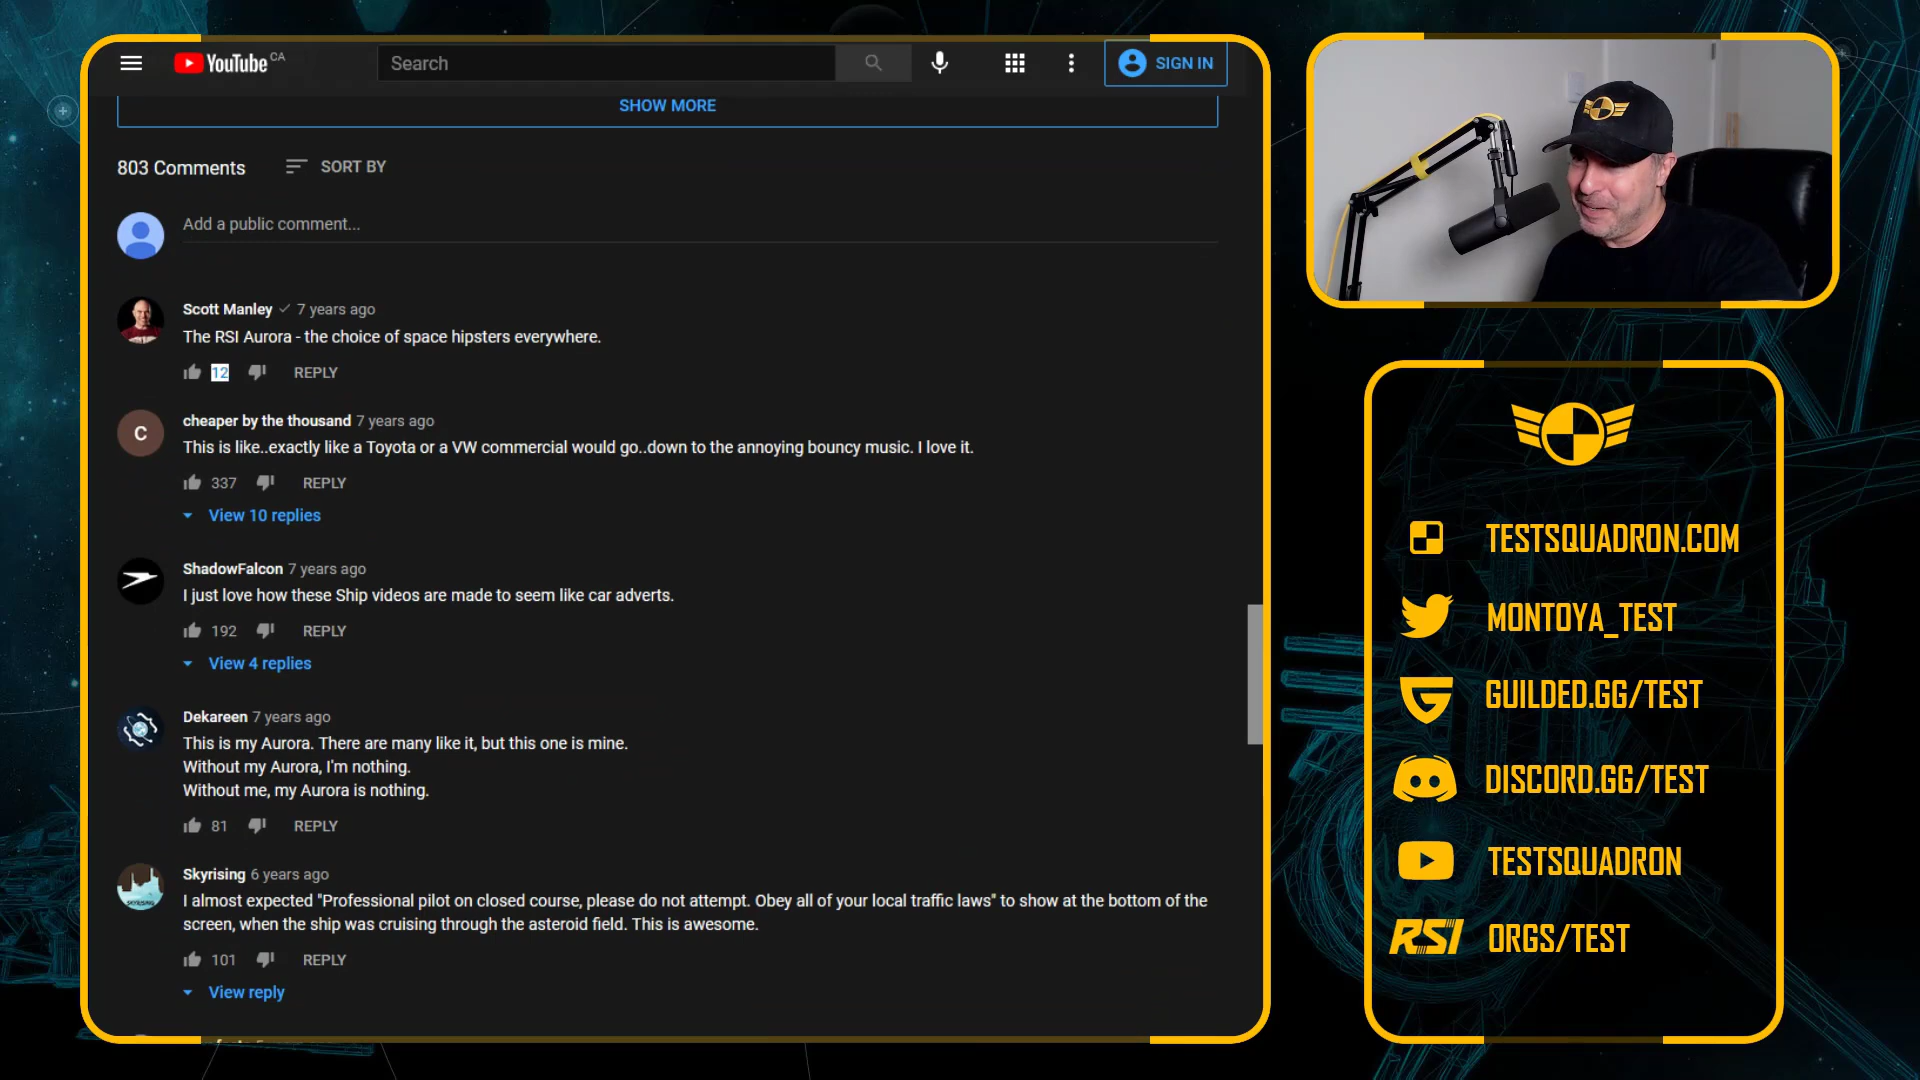 YouTube CA
Search
SIGN IN
SHOW MORE
803 Comments
SORT BY
Add a public comment...
Scott Manley 7 years ago
The RSI Aurora - the choice of space hipsters everywhere.
12
REPLY
C
cheaper by the thousand 7 years ago
This is like..exactly like a Toyota or a VW commercial would go..down to the annoying bouncy music. I love it.
337
REPLY
View 10 replies
ShadowFalcon 7 years ago
I just love how these Ship videos are made to seem like car adverts.
192
REPLY
View 4 replies
Dekareen 7 years ago
This is my Aurora. There are many like it, but this one is mine.
Without my Aurora, I'm nothing.
Without me, my Aurora is nothing.
81
REPLY
Skyrising 6 years ago
I almost expected "Professional pilot on closed course, please do not attempt. Obey all of your local traffic laws" to show at the bottom of the
screen, when the ship was cruising through the asteroid field. This is awesome.
101
REPLY
View reply
TESTSQUADRON.COM
MONTOYA_TEST
GUILDED.GG/TEST
DISCORD.GG/TEST
TESTSQUADRON
RSI ORGS/TEST